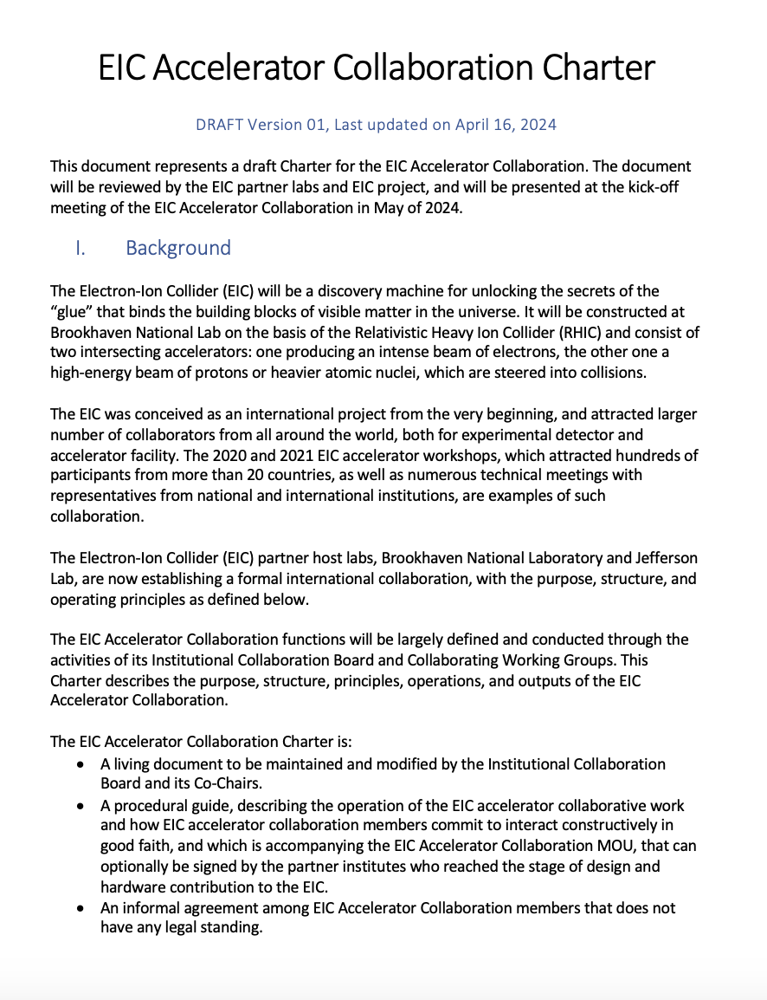 EIC Accelerator Collaboration Charter
DRAFT Version 01, Last updated on April 16, 2024
This document represents a draft Charter for the EIC Accelerator Collaboration. The document
will be reviewed by the EIC partner labs and EIC project, and will be presented at the kick-off
meeting of the EIC Accelerator Collaboration in May of 2024.
I. Background
The Electron-Ion Collider (EIC) will be a discovery machine for unlocking the secrets of the
“glue” that binds the building blocks of visible matter in the universe. It will be constructed at
Brookhaven National Lab on the basis of the Relativistic Heavy Ion Collider (RHIC) and consist of
two intersecting accelerators: one producing an intense beam of electrons, the other one a
high-energy beam of protons or heavier atomic nuclei, which are steered into collisions.
The EIC was conceived as an international project from the very beginning, and attracted larger
number of collaborators from all around the world, both for experimental detector and
accelerator facility. The 2020 and 2021 EIC accelerator workshops, which attracted hundreds of
participants from more than 20 countries, as well as numerous technical meetings with
representatives from national and international institutions, are examples of such
collaboration.
The Electron-Ion Collider (EIC) partner host labs, Brookhaven National Laboratory and Jefferson
Lab, are now establishing a formal international collaboration, with the purpose, structure, and
operating principles as defined below.
The EIC Accelerator Collaboration functions will be largely defined and conducted through the
activities of its Institutional Collaboration Board and Collaborating Working Groups. This
Charter describes the purpose, structure, principles, operations, and outputs of the EIC
Accelerator Collaboration.
The EIC Accelerator Collaboration Charter is:
• A living document to be maintained and modified by the Institutional Collaboration
Board and its Co-Chairs.
• A procedural guide, describing the operation of the EIC accelerator collaborative work
and how EIC accelerator collaboration members commit to interact constructively in
good faith, and which is accompanying the EIC Accelerator Collaboration MOU, that can
optionally be signed by the partner institutes who reached the stage of design and
hardware contribution to the EIC.
• An informal agreement among EIC Accelerator Collaboration members that does not
have any legal standing.